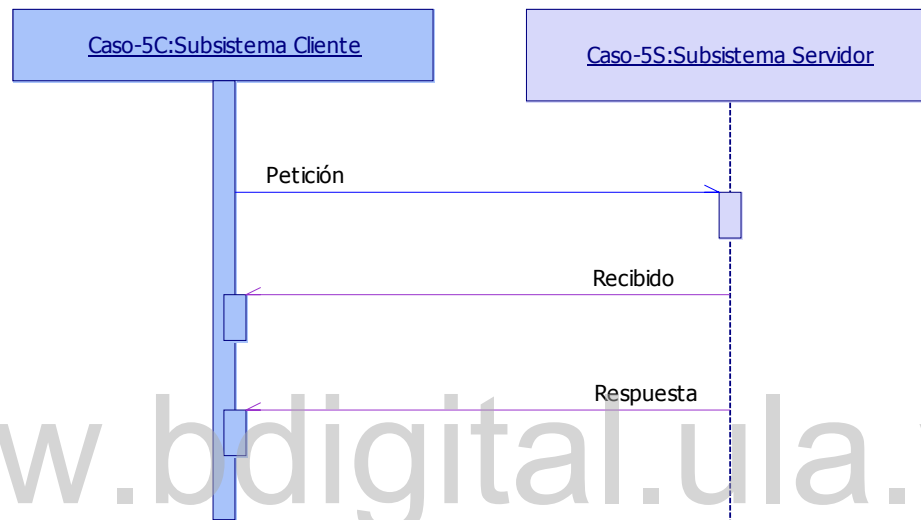 Caso-5C:Subsistema Cliente
Caso-5S:Subsistema Servidor
Petición
Recibido
Respuesta
w.bdigital.ula.